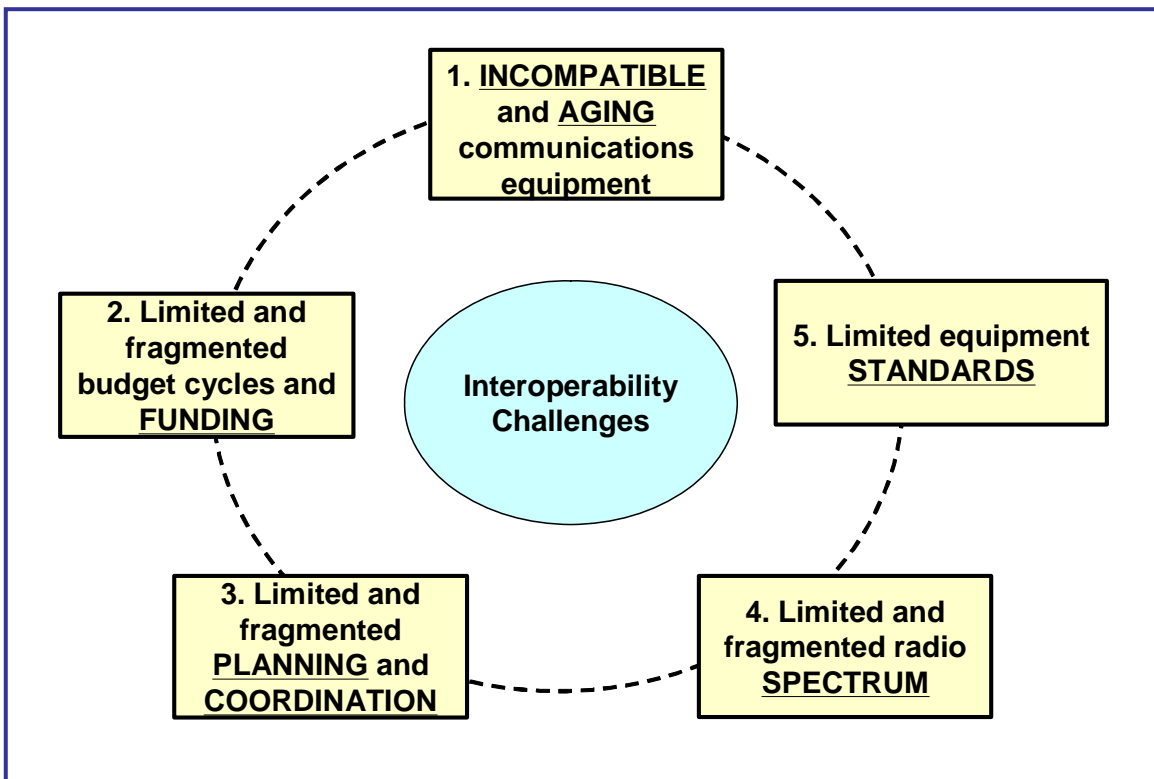 1. INCOMPATIBLE
and AGING
communications
equipment
2. Limited and
fragmented
budget cycles and
FUNDING
3. Limited and
fragmented
PLANNING and
COORDINATION
4. Limited and
fragmented radio
SPECTRUM
5. Limited equipment
STANDARDS
Interoperability
Challenges